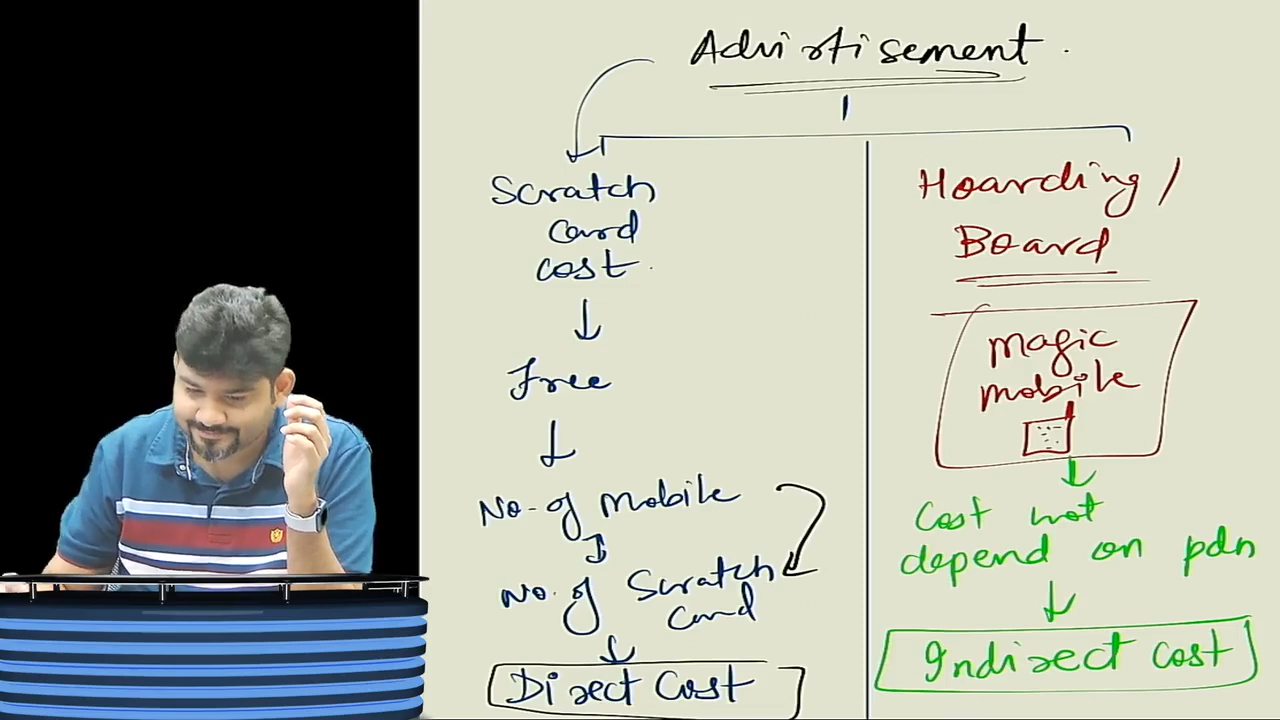 Advirtisement.
Scratch
card
cost.
Free
No. of Mobile
No. of Scratch
Card
Direct Cost
Hoarding /
Board
Magic
Mobile
Cost not
depend on pdn
Indirect Cost